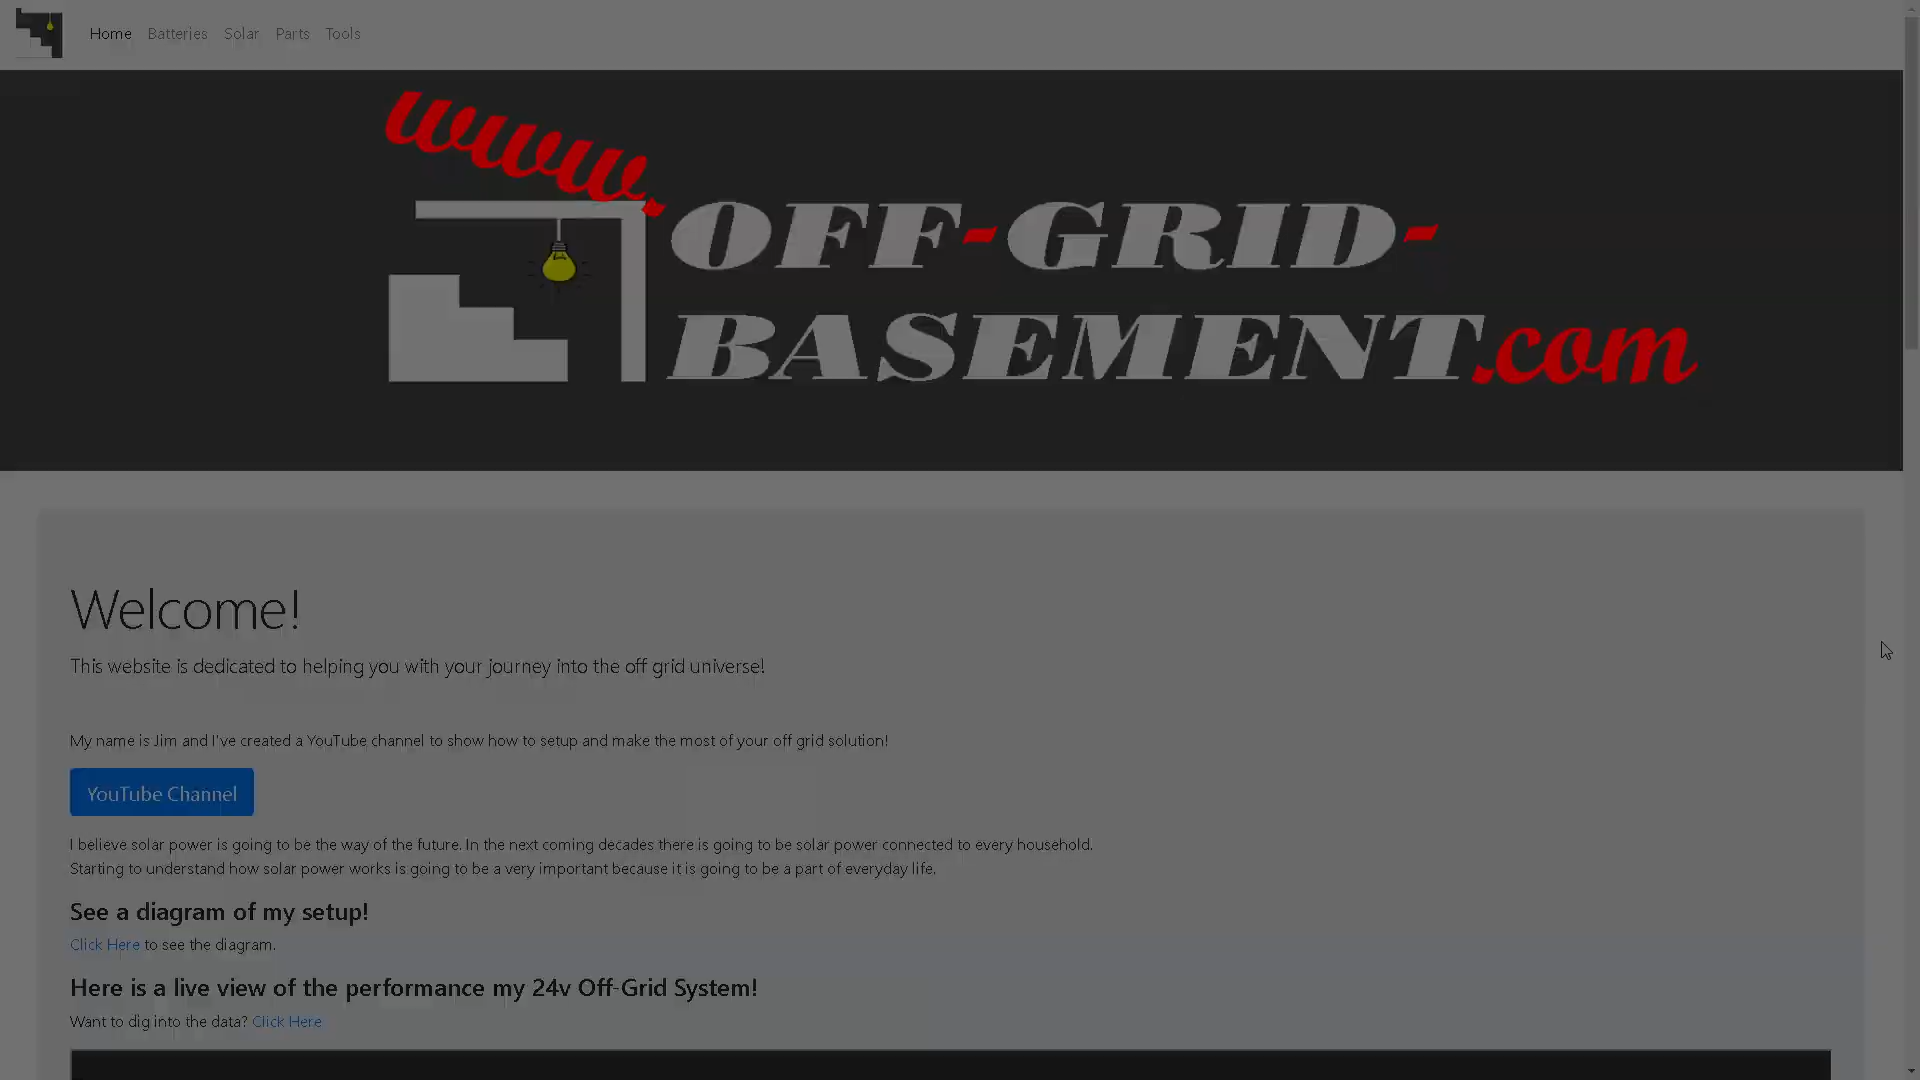 Home Batteries Solar Parts Tools
www.
OFF-GRID-
BASEMENT.com
Welcome!
This website is dedicated to helping you with your journey into the off grid universe!
My name is Jim and I've created a YouTube channel to show how to setup and make the most of your off grid solution!
YouTube Channel
I believe solar power is going to be the way of the future. In the next coming decades there is going to be solar power connected to every household.
Starting to understand how solar power works is going to be a very important because it is going to be a part of everyday life.
See a diagram of my setup!
Click Here to see the diagram.
Here is a live view of the performance my 24v Off-Grid System!
Want to dig into the data? Click Here